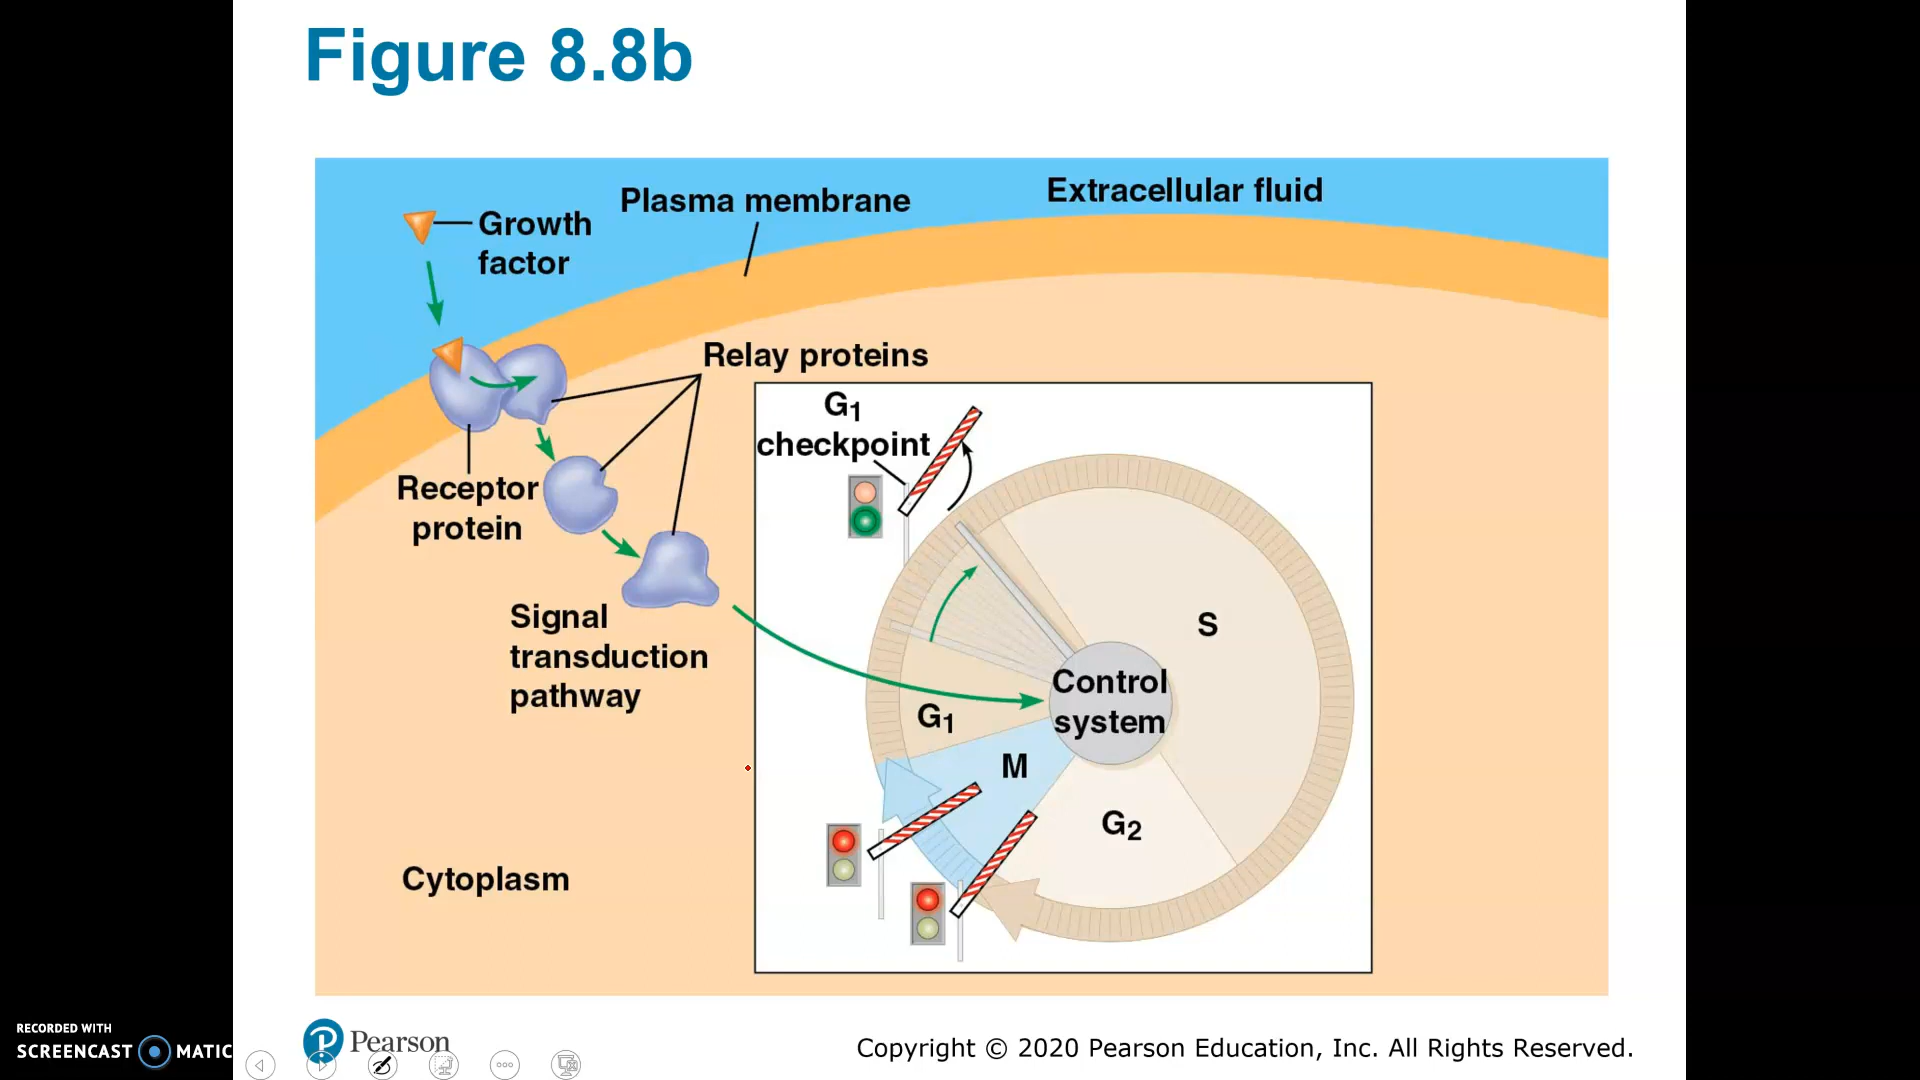 Figure 8.8b
Plasma membrane
Extracellular fluid
Growth
factor
Relay proteins
G1
checkpoint
Receptor
protein
Signal
transduction
pathway
S
Control
system
G1
M
G2
Cytoplasm
RECORDED WITH
SCREENCAST MATIC
Pearson
Copyright © 2020 Pearson Education, Inc. All Rights Reserved.